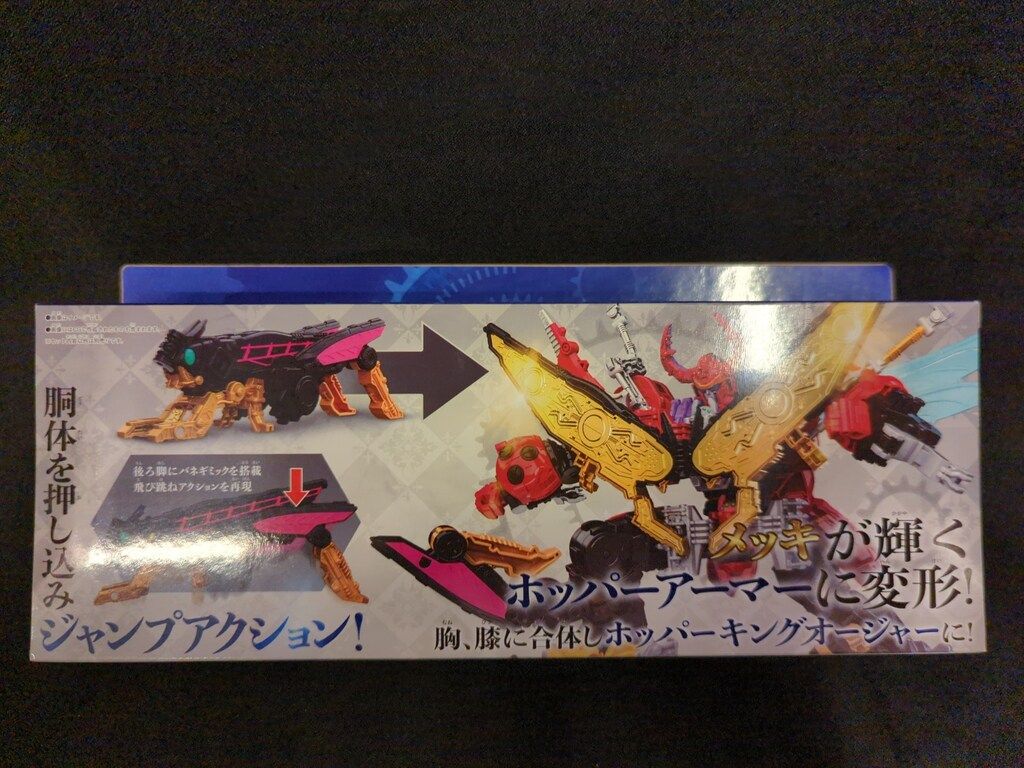 胴体を押し込み
ジャンプアクション!
後ろ脚にバネギミックを搭載
飛び跳ねアクションを再現
メッキが輝く
ホッパーアーマーに変形!
胸、膝に合体しホッパーキングオージャーに!